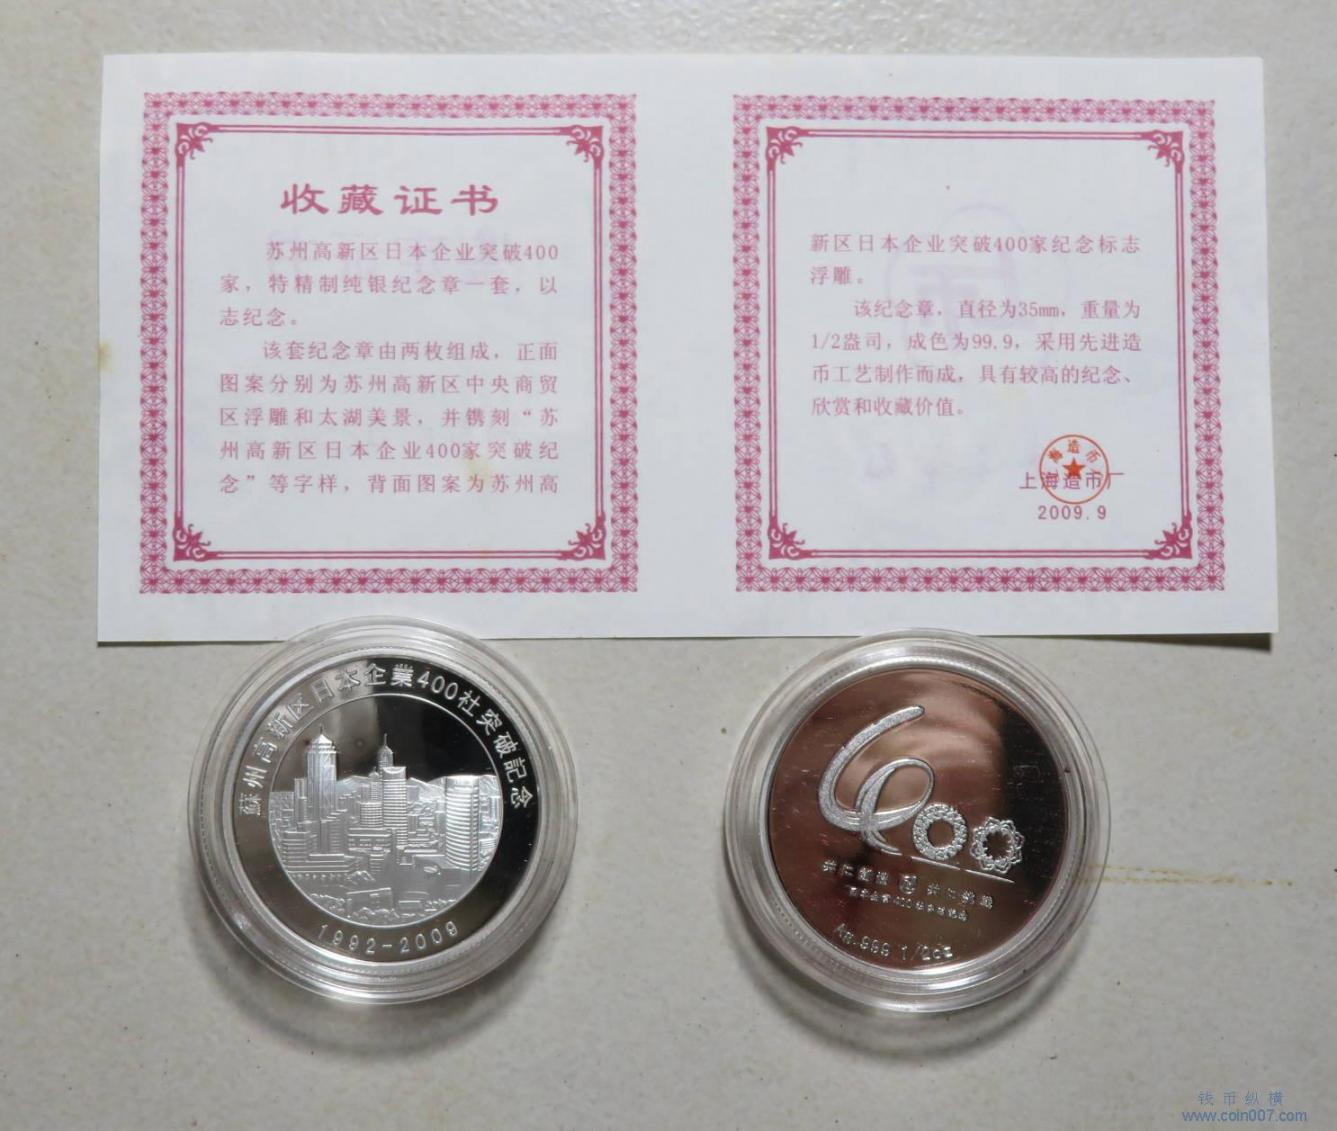 收藏证书
苏州高新区日本企业突破400
家，特精制纯银纪念章一套，以
志纪念。
该套纪念章由两枚组成，正面
图案分别为苏州高新区中央商贸
区浮雕和太湖美景，并镌刻“苏
州高新区日本企业400家突破纪
念”等字样，背面图案为苏州高
新区日本企业突破400家纪念标志
浮雕。
该纪念章，直径为35mm，重量为
1/2盎司，成色为99.9，采用先进造
币工艺制作而成，具有较高的纪念、
欣赏和收藏价值。
上海造币厂
2009.9
蘇州高新区日本企業400社突破記念
1992-2009
400
Ag.999 1/2oz
钱币纵横
www.coin007.com